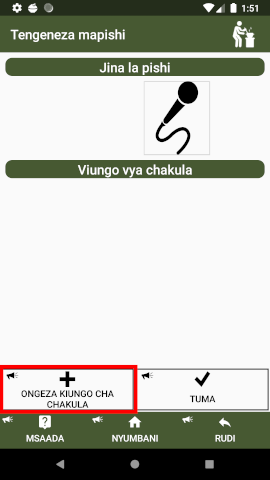 1:51
Tengeneza mapishi
Jina la pishi
Viungo vya chakula
ONGEZA KIUNGO CHA
CHAKULA
TUMA
MSAADA
NYUMBANI
RUDI